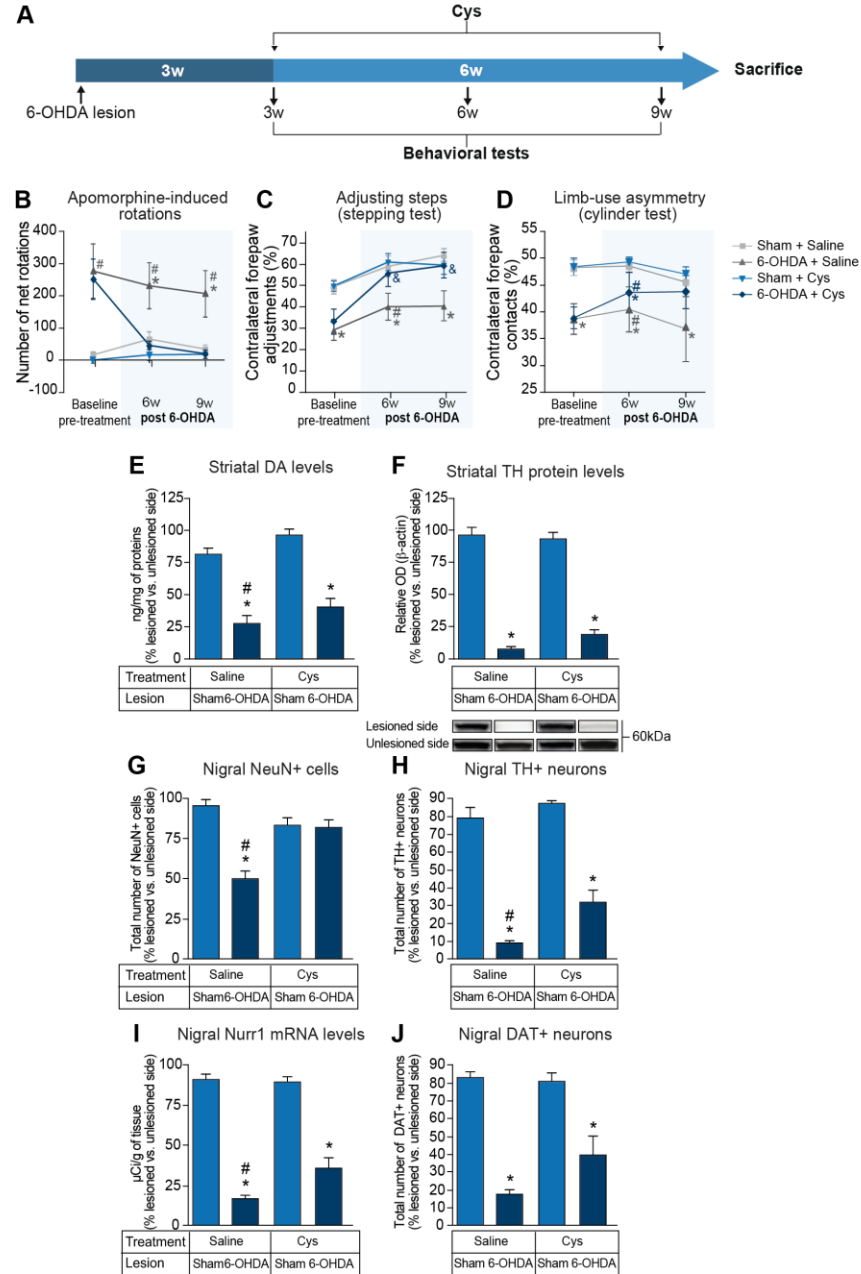 A
Cys
3w
6w
Sacrifice
6-OHDA lesion
3w
6w
9w
Behavioral tests
B
Apomorphine-induced
rotations
Number of net rotations
400
300
200
100
0
-100
#
#
*
#
*
Baseline
pre-treatment
6w
9w
post 6-OHDA
C
Adjusting steps
(stepping test)
Contralateral forepaw
adjustments (%)
70
60
50
40
30
20
10
0
*
&
#
*
&
*
Baseline
pre-treatment
6w
9w
post 6-OHDA
D
Limb-use asymmetry
(cylinder test)
Contralateral forepaw
contacts (%)
55
50
45
40
35
30
25
*
#
*
#
*
*
Baseline
pre-treatment
6w
9w
post 6-OHDA
Sham + Saline
6-OHDA + Saline
Sham + Cys
6-OHDA + Cys
E
Striatal DA levels
ng/mg of proteins
(% lesioned vs. unlesioned side)
125
100
75
50
25
0
#
*
*
Treatment
Saline
Cys
Lesion
Sham6-OHDA
Sham 6-OHDA
F
Striatal TH protein levels
Relative OD (β-actin)
(% lesioned vs. unlesioned side)
125
100
75
50
25
0
*
*
Treatment
Saline
Cys
Lesion
Sham 6-OHDA
Sham 6-OHDA
Lesioned side
Unlesioned side
60kDa
G
Nigral NeuN+ cells
Total number of NeuN+ cells
(% lesioned vs. unlesioned side)
100
75
50
25
0
#
*
Treatment
Saline
Cys
Lesion
Sham6-OHDA
Sham 6-OHDA
H
Nigral TH+ neurons
Total number of TH+ neurons
(% lesioned vs. unlesioned side)
90
80
70
60
50
40
30
20
10
0
#
*
*
Treatment
Saline
Cys
Lesion
Sham 6-OHDA
Sham 6-OHDA
I
Nigral Nurr1 mRNA levels
µCi/g of tissue
(% lesioned vs. unlesioned side)
100
75
50
25
0
#
*
*
Treatment
Saline
Cys
Lesion
Sham6-OHDA
Sham 6-OHDA
J
Nigral DAT+ neurons
Total number of DAT+ neurons
(% lesioned vs. unlesioned side)
90
80
60
40
20
10
0
*
*
Treatment
Saline
Cys
Lesion
Sham 6-OHDA
Sham 6-OHDA